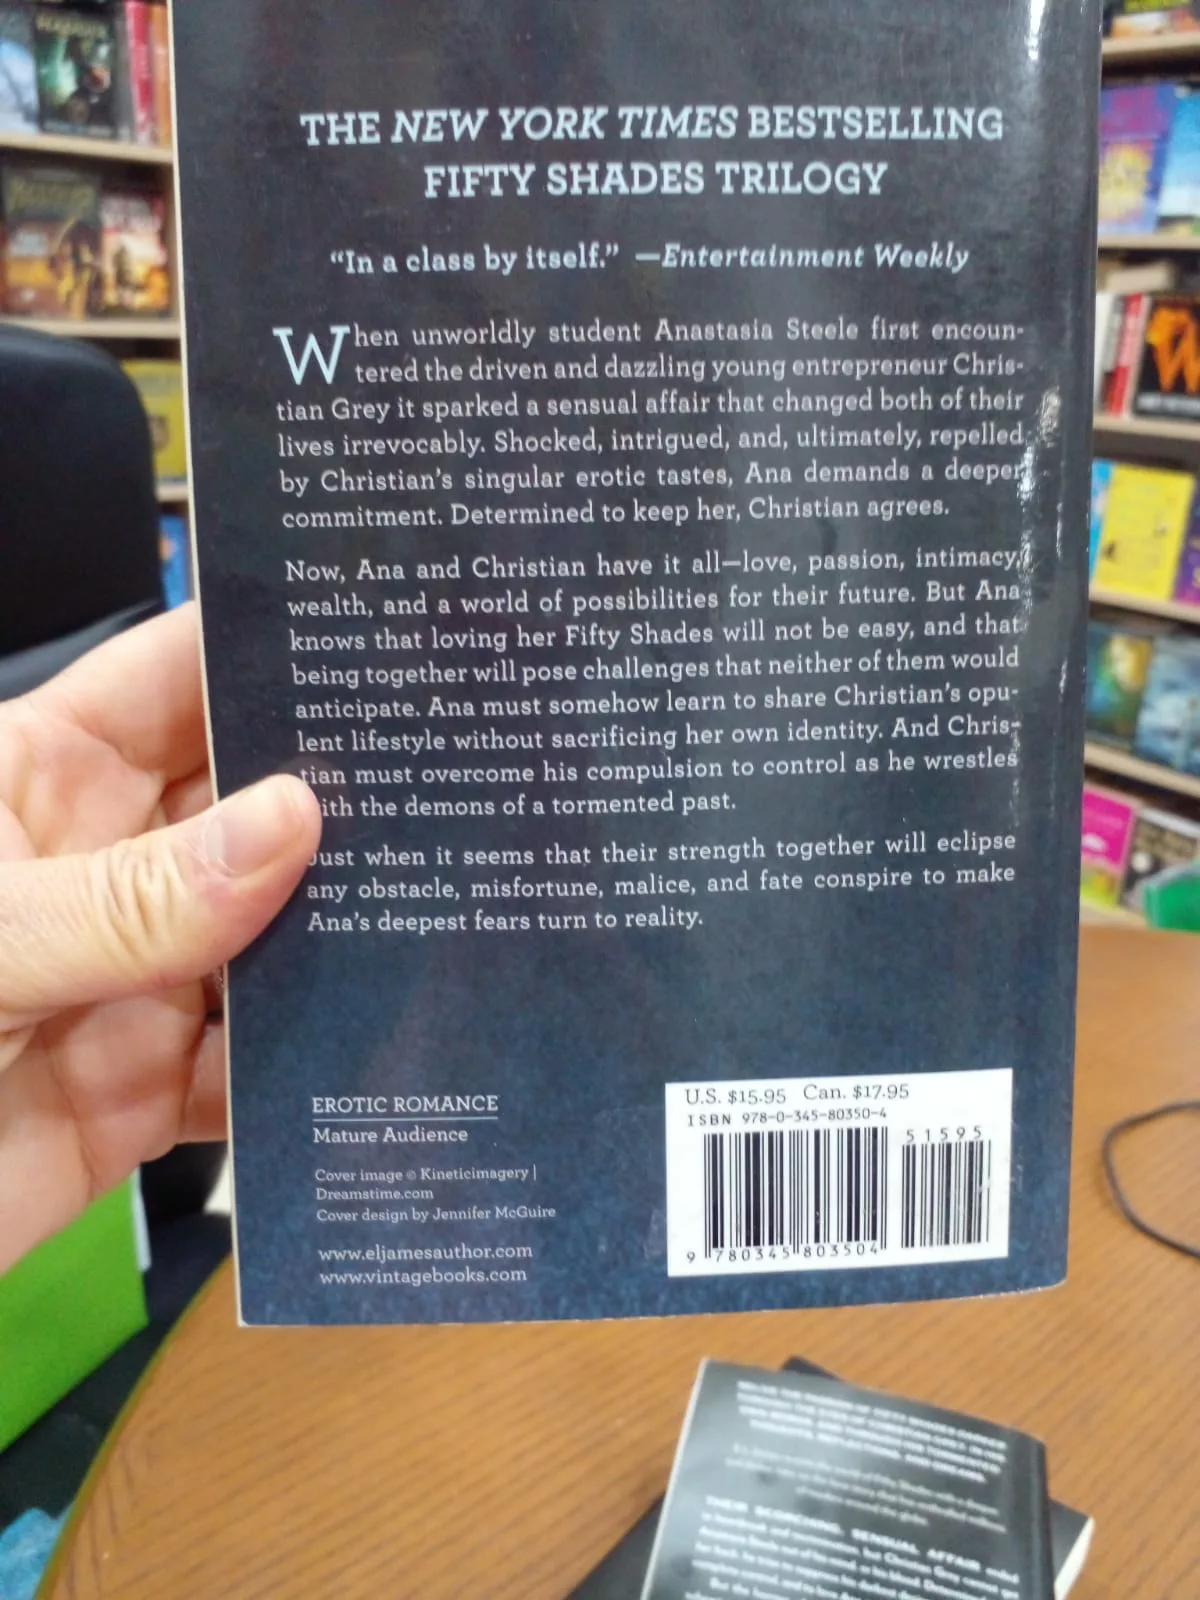 THE NEW YORK TIMES BESTSELLING
FIFTY SHADES TRILOGY
“In a class by itself.” —Entertainment Weekly
When unworldly student Anastasia Steele first encoun-
tered the driven and dazzling young entrepreneur Chris-
tian Grey it sparked a sensual affair that changed both of their
lives irrevocably. Shocked, intrigued, and, ultimately, repelled
by Christian’s singular erotic tastes, Ana demands a deeper
commitment. Determined to keep her, Christian agrees.
Now, Ana and Christian have it all—love, passion, intimacy,
wealth, and a world of possibilities for their future. But Ana
knows that loving her Fifty Shades will not be easy, and that
being together will pose challenges that neither of them would
anticipate. Ana must somehow learn to share Christian’s opu-
lent lifestyle without sacrificing her own identity. And Chris-
tian must overcome his compulsion to control as he wrestles
with the demons of a tormented past.
Just when it seems that their strength together will eclipse
any obstacle, misfortune, malice, and fate conspire to make
Ana’s deepest fears turn to reality.
EROTIC ROMANCE
Mature Audience
Cover image © Kineticimagery |
Dreamstime.com
Cover design by Jennifer McGuire
www.eljamesauthor.com
www.vintagebooks.com
U.S. $15.95 Can. $17.95
ISBN 978-0-345-80350-4
51595
9 780345 803504
THEIR SCORCHING, SENSUAL AFFAIR ended